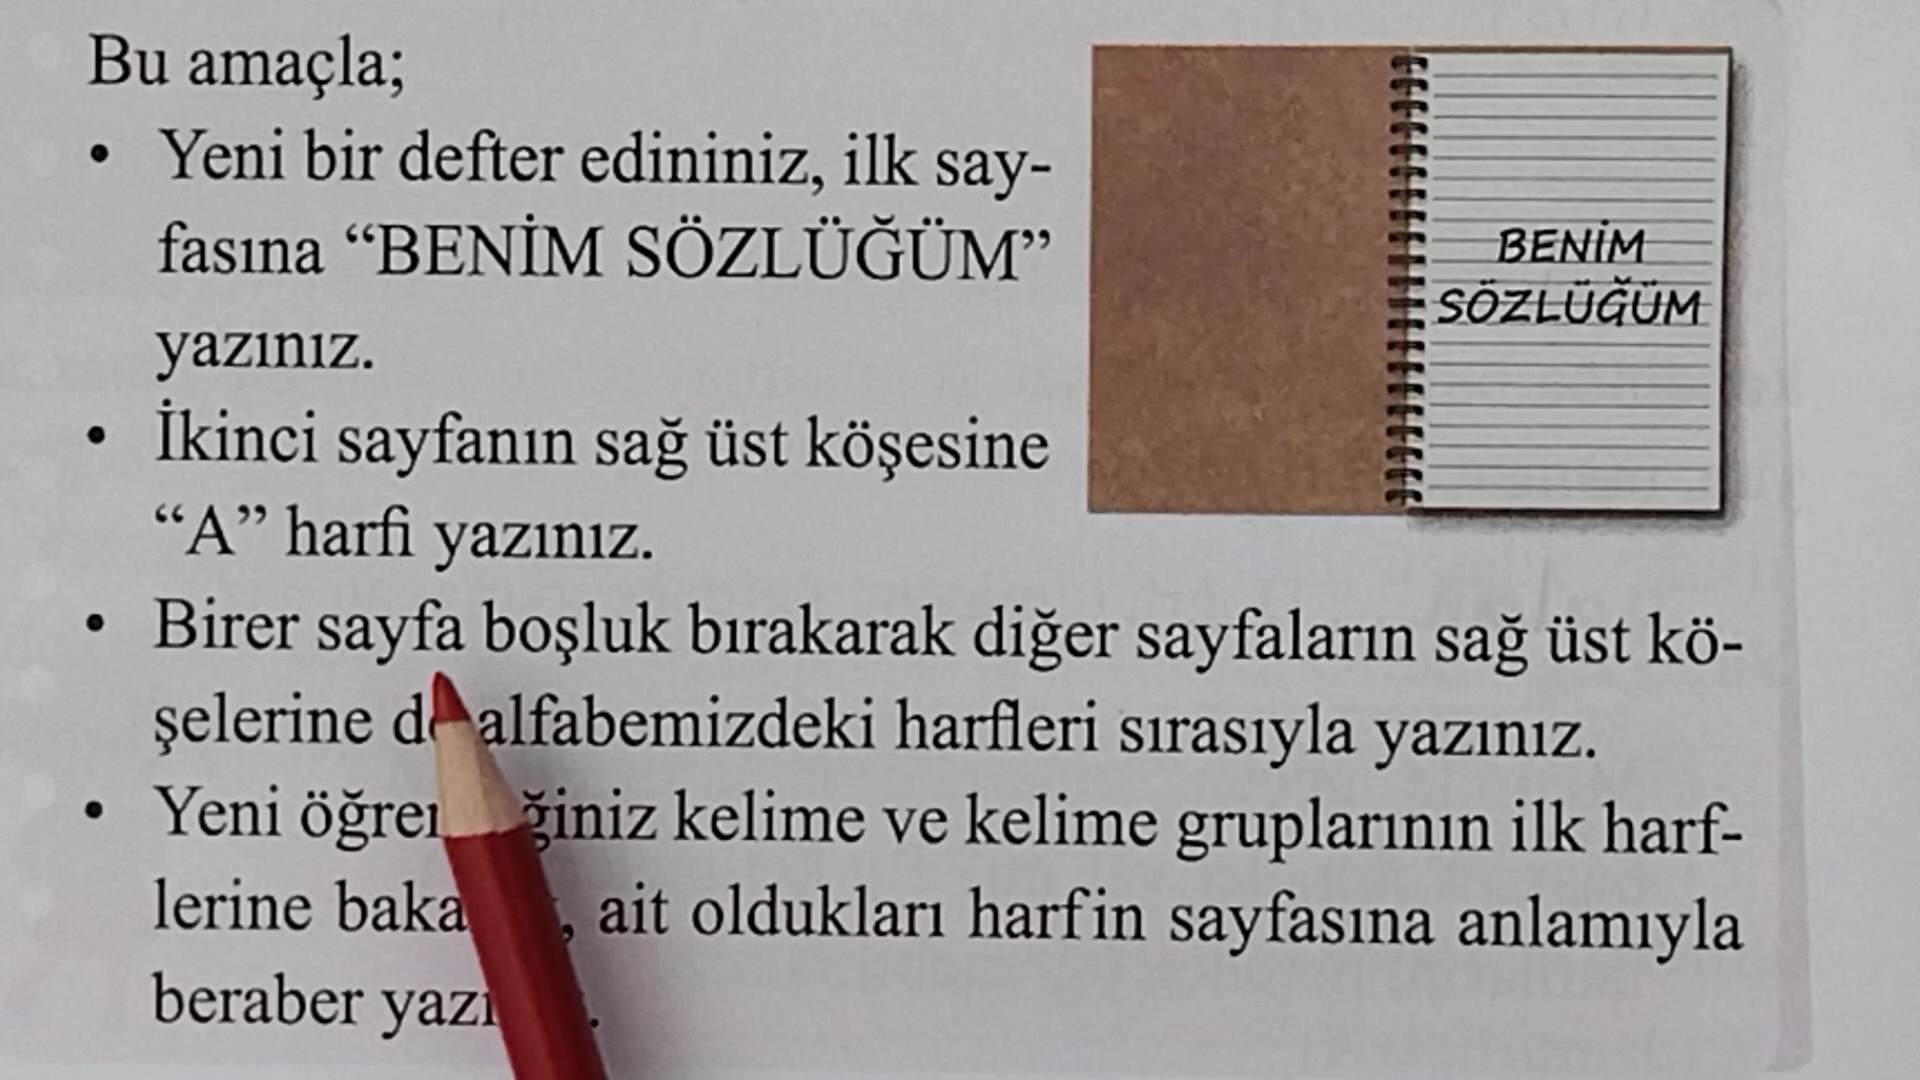 Bu amaçla;
• Yeni bir defter edininiz, ilk say-
fasına “BENİM SÖZLÜĞÜM”
yazınız.
• İkinci sayfanın sağ üst köşesine
“A” harfi yazınız.
• Birer sayfa boşluk bırakarak diğer sayfaların sağ üst kö-
şelerine alfabemizdeki harfleri sırasıyla yazınız.
• Yeni kelime ve kelime gruplarının ilk harf-
lerine ait oldukları harfin sayfasına anlamıyla
beraber
BENİM
SÖZLÜĞÜM